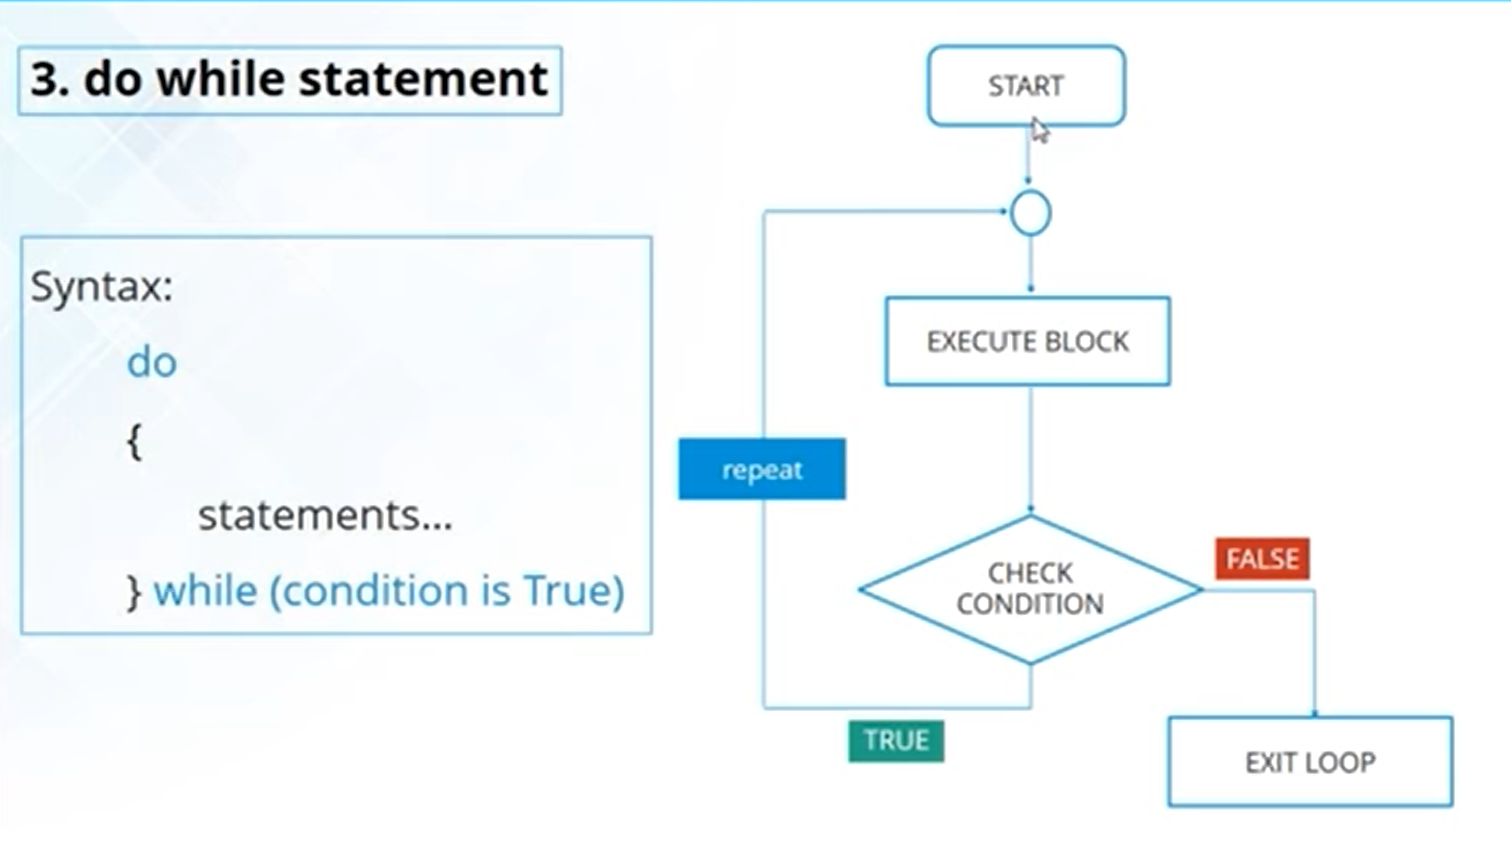 3. do while statement
Syntax:
do
{
statements...
} while (condition is True)
START
EXECUTE BLOCK
repeat
CHECK
CONDITION
FALSE
TRUE
EXIT LOOP